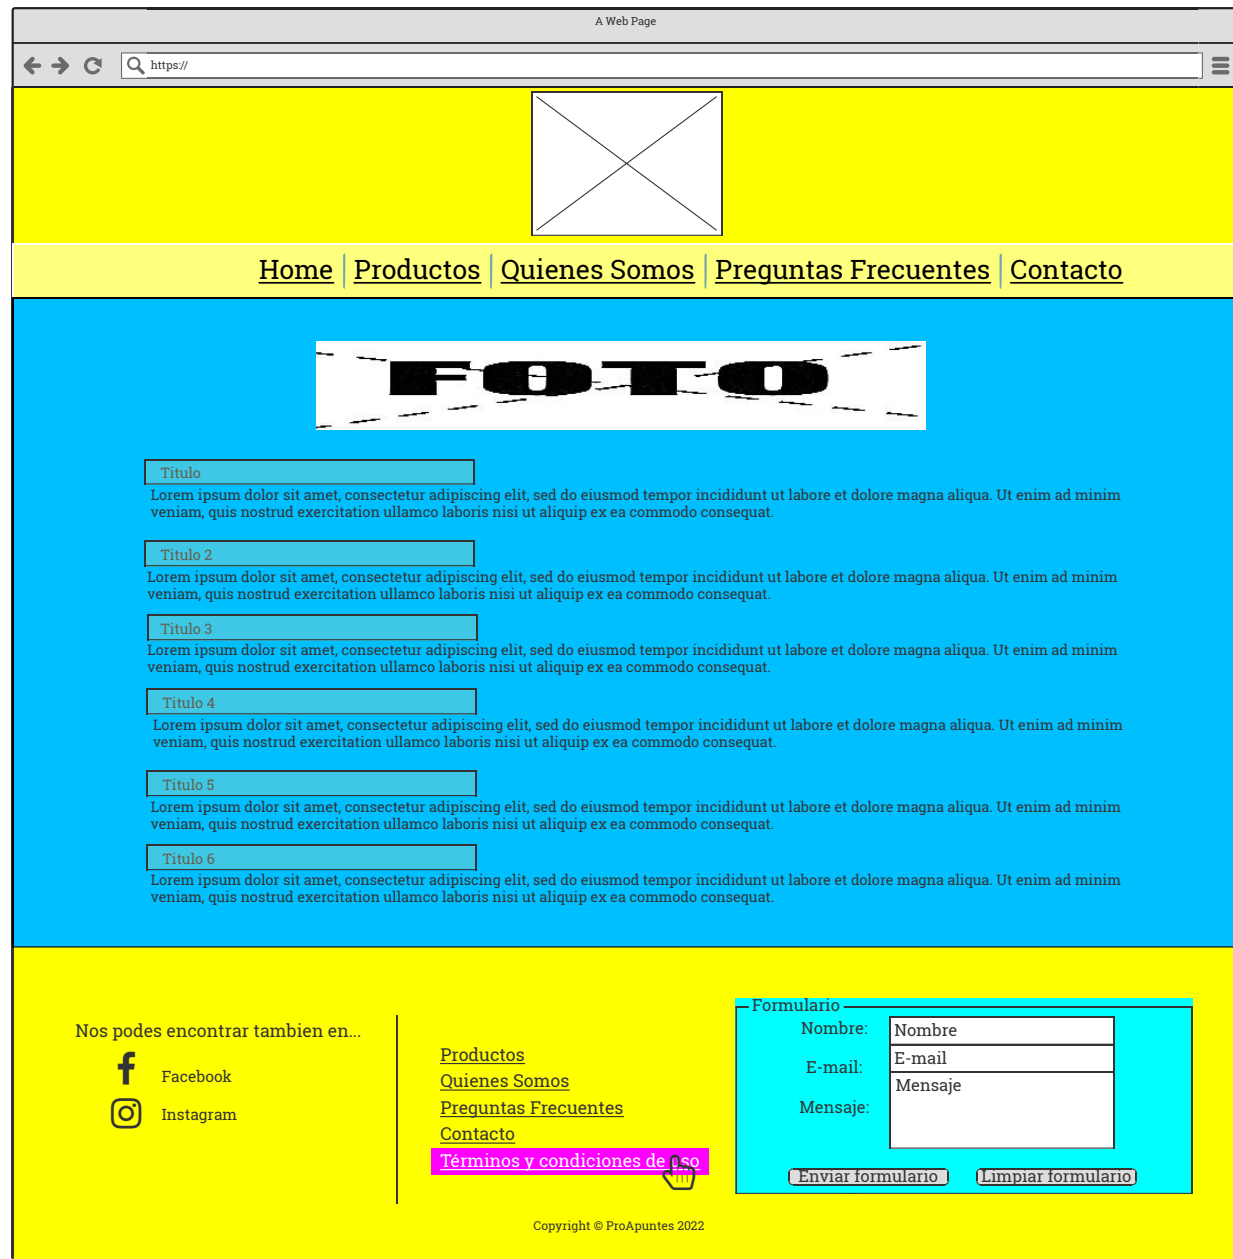 A Web Page
https://
Home Productos Quienes Somos Preguntas Frecuentes Contacto
FOTO
Titulo
Lorem ipsum dolor sit amet, consectetur adipiscing elit, sed do eiusmod tempor incididunt ut labore et dolore magna aliqua. Ut enim ad minim
veniam, quis nostrud exercitation ullamco laboris nisi ut aliquip ex ea commodo consequat.
Titulo 2
Lorem ipsum dolor sit amet, consectetur adipiscing elit, sed do eiusmod tempor incididunt ut labore et dolore magna aliqua. Ut enim ad minim
veniam, quis nostrud exercitation ullamco laboris nisi ut aliquip ex ea commodo consequat.
Titulo 3
Lorem ipsum dolor sit amet, consectetur adipiscing elit, sed do eiusmod tempor incididunt ut labore et dolore magna aliqua. Ut enim ad minim
veniam, quis nostrud exercitation ullamco laboris nisi ut aliquip ex ea commodo consequat.
Titulo 4
Lorem ipsum dolor sit amet, consectetur adipiscing elit, sed do eiusmod tempor incididunt ut labore et dolore magna aliqua. Ut enim ad minim
veniam, quis nostrud exercitation ullamco laboris nisi ut aliquip ex ea commodo consequat.
Titulo 5
Lorem ipsum dolor sit amet, consectetur adipiscing elit, sed do eiusmod tempor incididunt ut labore et dolore magna aliqua. Ut enim ad minim
veniam, quis nostrud exercitation ullamco laboris nisi ut aliquip ex ea commodo consequat.
Titulo 6
Lorem ipsum dolor sit amet, consectetur adipiscing elit, sed do eiusmod tempor incididunt ut labore et dolore magna aliqua. Ut enim ad minim
veniam, quis nostrud exercitation ullamco laboris nisi ut aliquip ex ea commodo consequat.
Nos podes encontrar tambien en...
Facebook
Instagram
Productos
Quienes Somos
Preguntas Frecuentes
Contacto
Términos y condiciones de uso
Formulario
Nombre: Nombre
E-mail: E-mail
Mensaje: Mensaje
Enviar formulario Limpiar formulario
Copyright © ProApuntes 2022